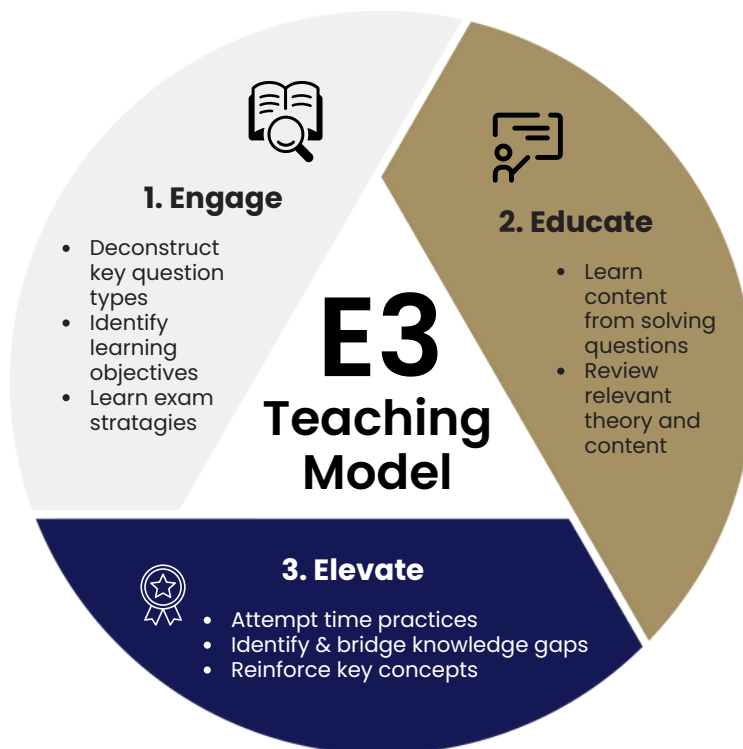 1. Engage
• Deconstruct
key question
types
• Identify
learning
objectives
• Learn exam
stratagies
2. Educate
• Learn
content
from solving
questions
• Review
relevant
theory and
content
E3
Teaching
Model
3. Elevate
• Attempt time practices
• Identify & bridge knowledge gaps
• Reinforce key concepts